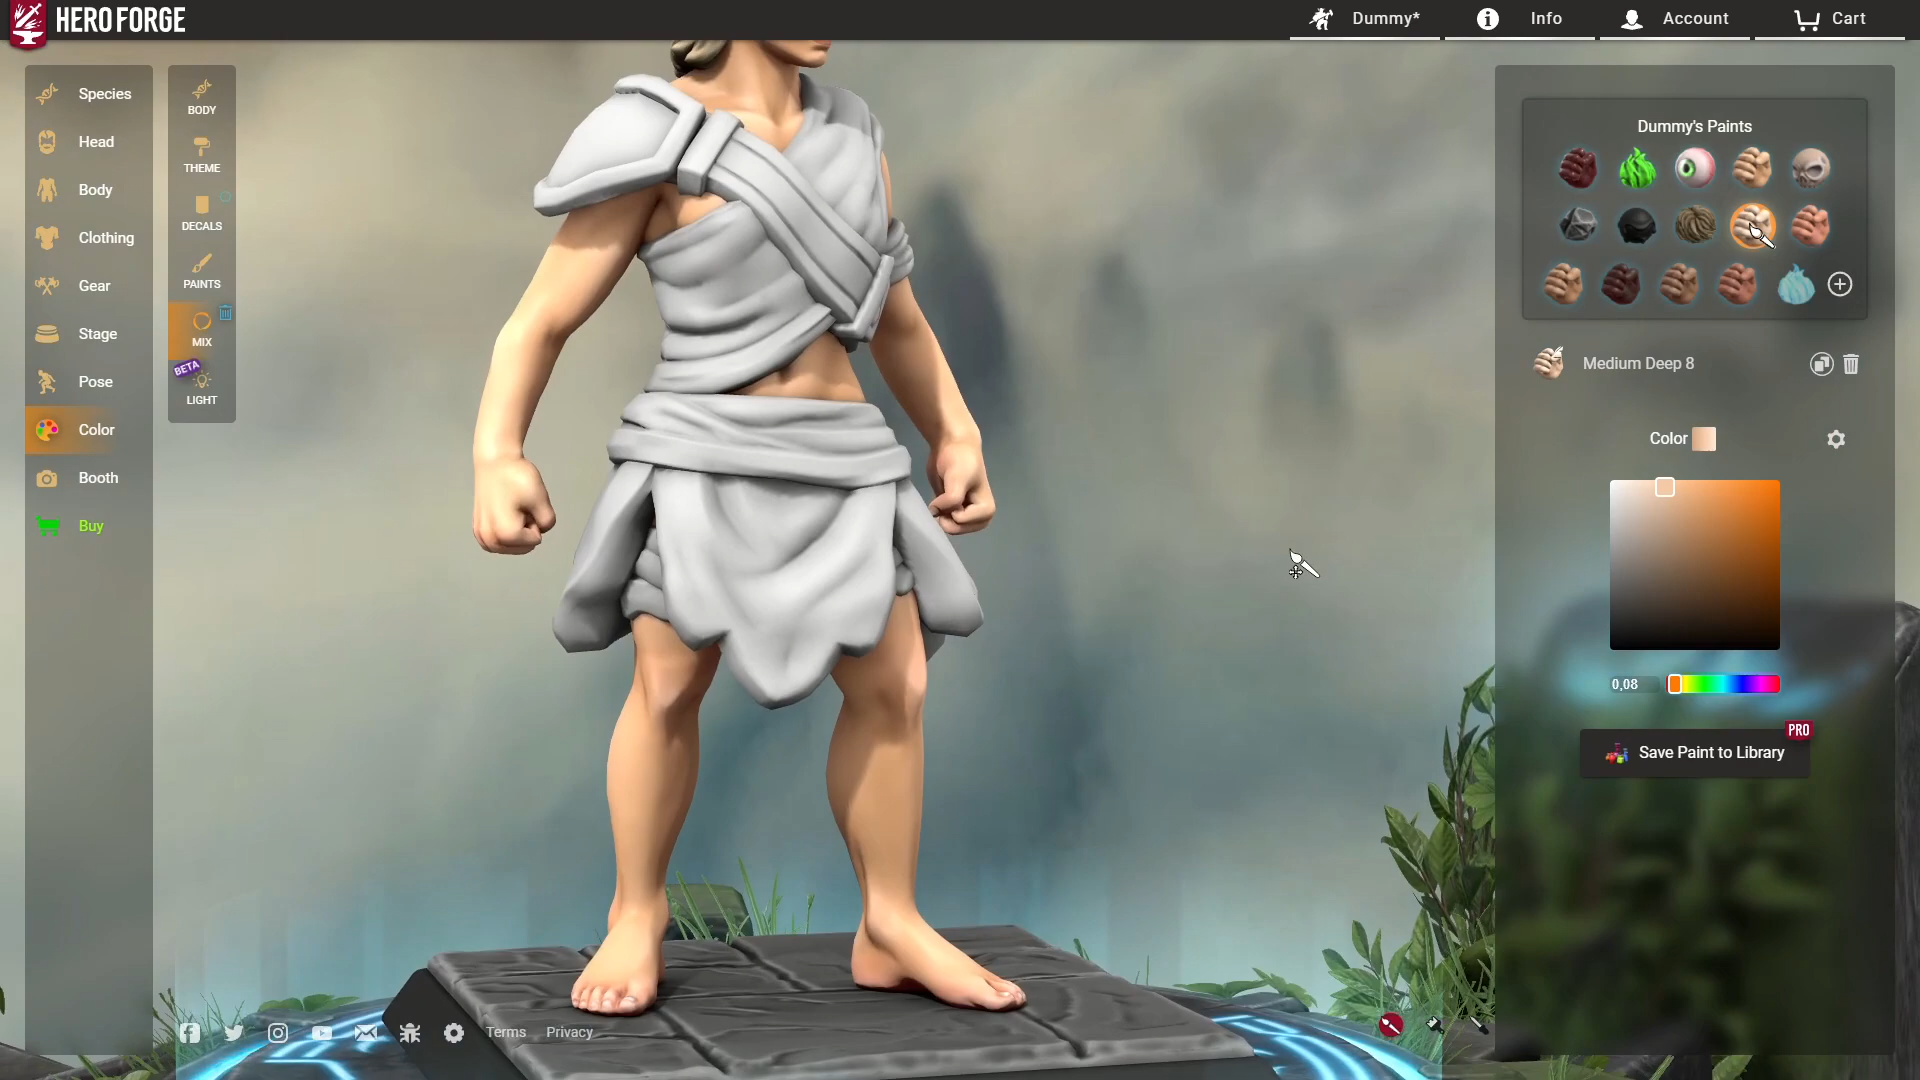 HERO FORGE
Dummy*
Info
Account
Cart
Species
Head
Body
Clothing
Gear
Stage
Pose
Color
Booth
Buy
BODY
THEME
DECALS
PAINTS
MIX
BETA
LIGHT
Dummy's Paints
Medium Deep 8
Color
0,08
PRO
Save Paint to Library
Terms
Privacy